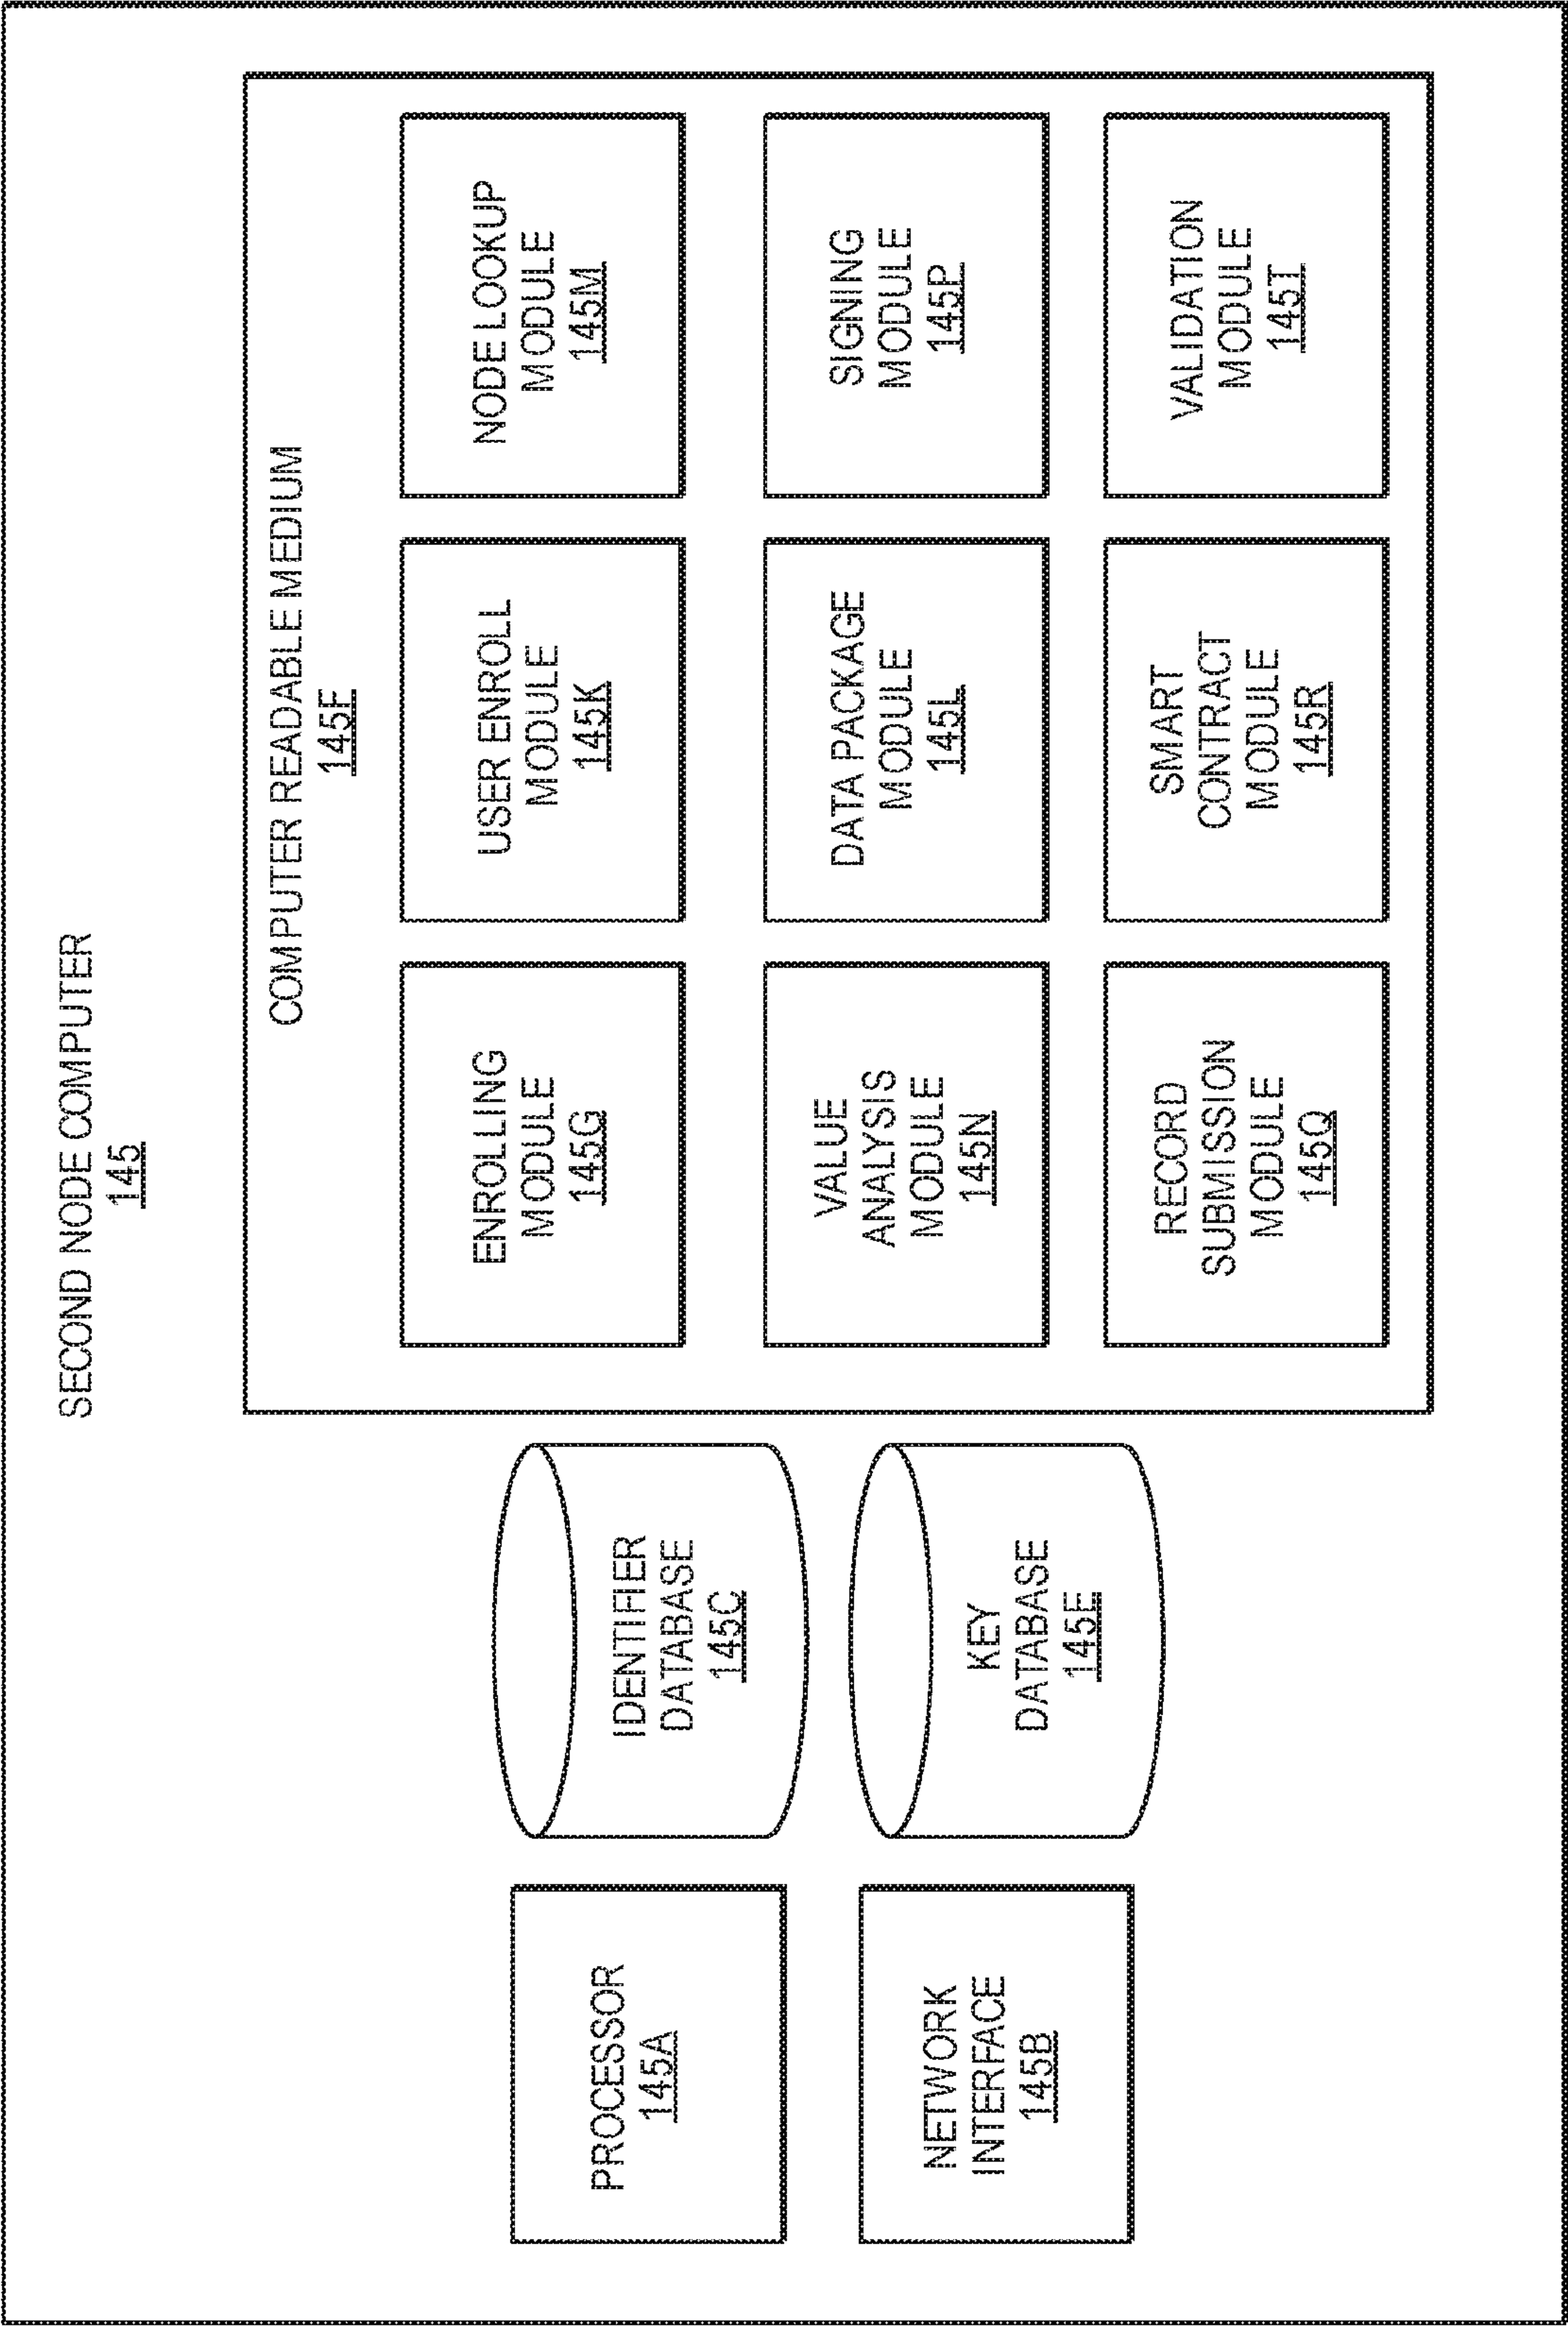 SECOND NODE COMPUTER
145
PROCESSOR
145A
NETWORK
INTERFACE
145B
IDENTIFIER
DATABASE
145C
KEY
DATABASE
145E
COMPUTER READABLE MEDIUM
145F
ENROLLING
MODULE
145G
USER ENROLL
MODULE
145K
NODE LOOKUP
MODULE
145M
VALUE
ANALYSIS
MODULE
145N
DATA PACKAGE
MODULE
145L
SIGNING
MODULE
145P
RECORD
SUBMISSION
MODULE
145Q
SMART
CONTRACT
MODULE
145R
VALIDATION
MODULE
145T